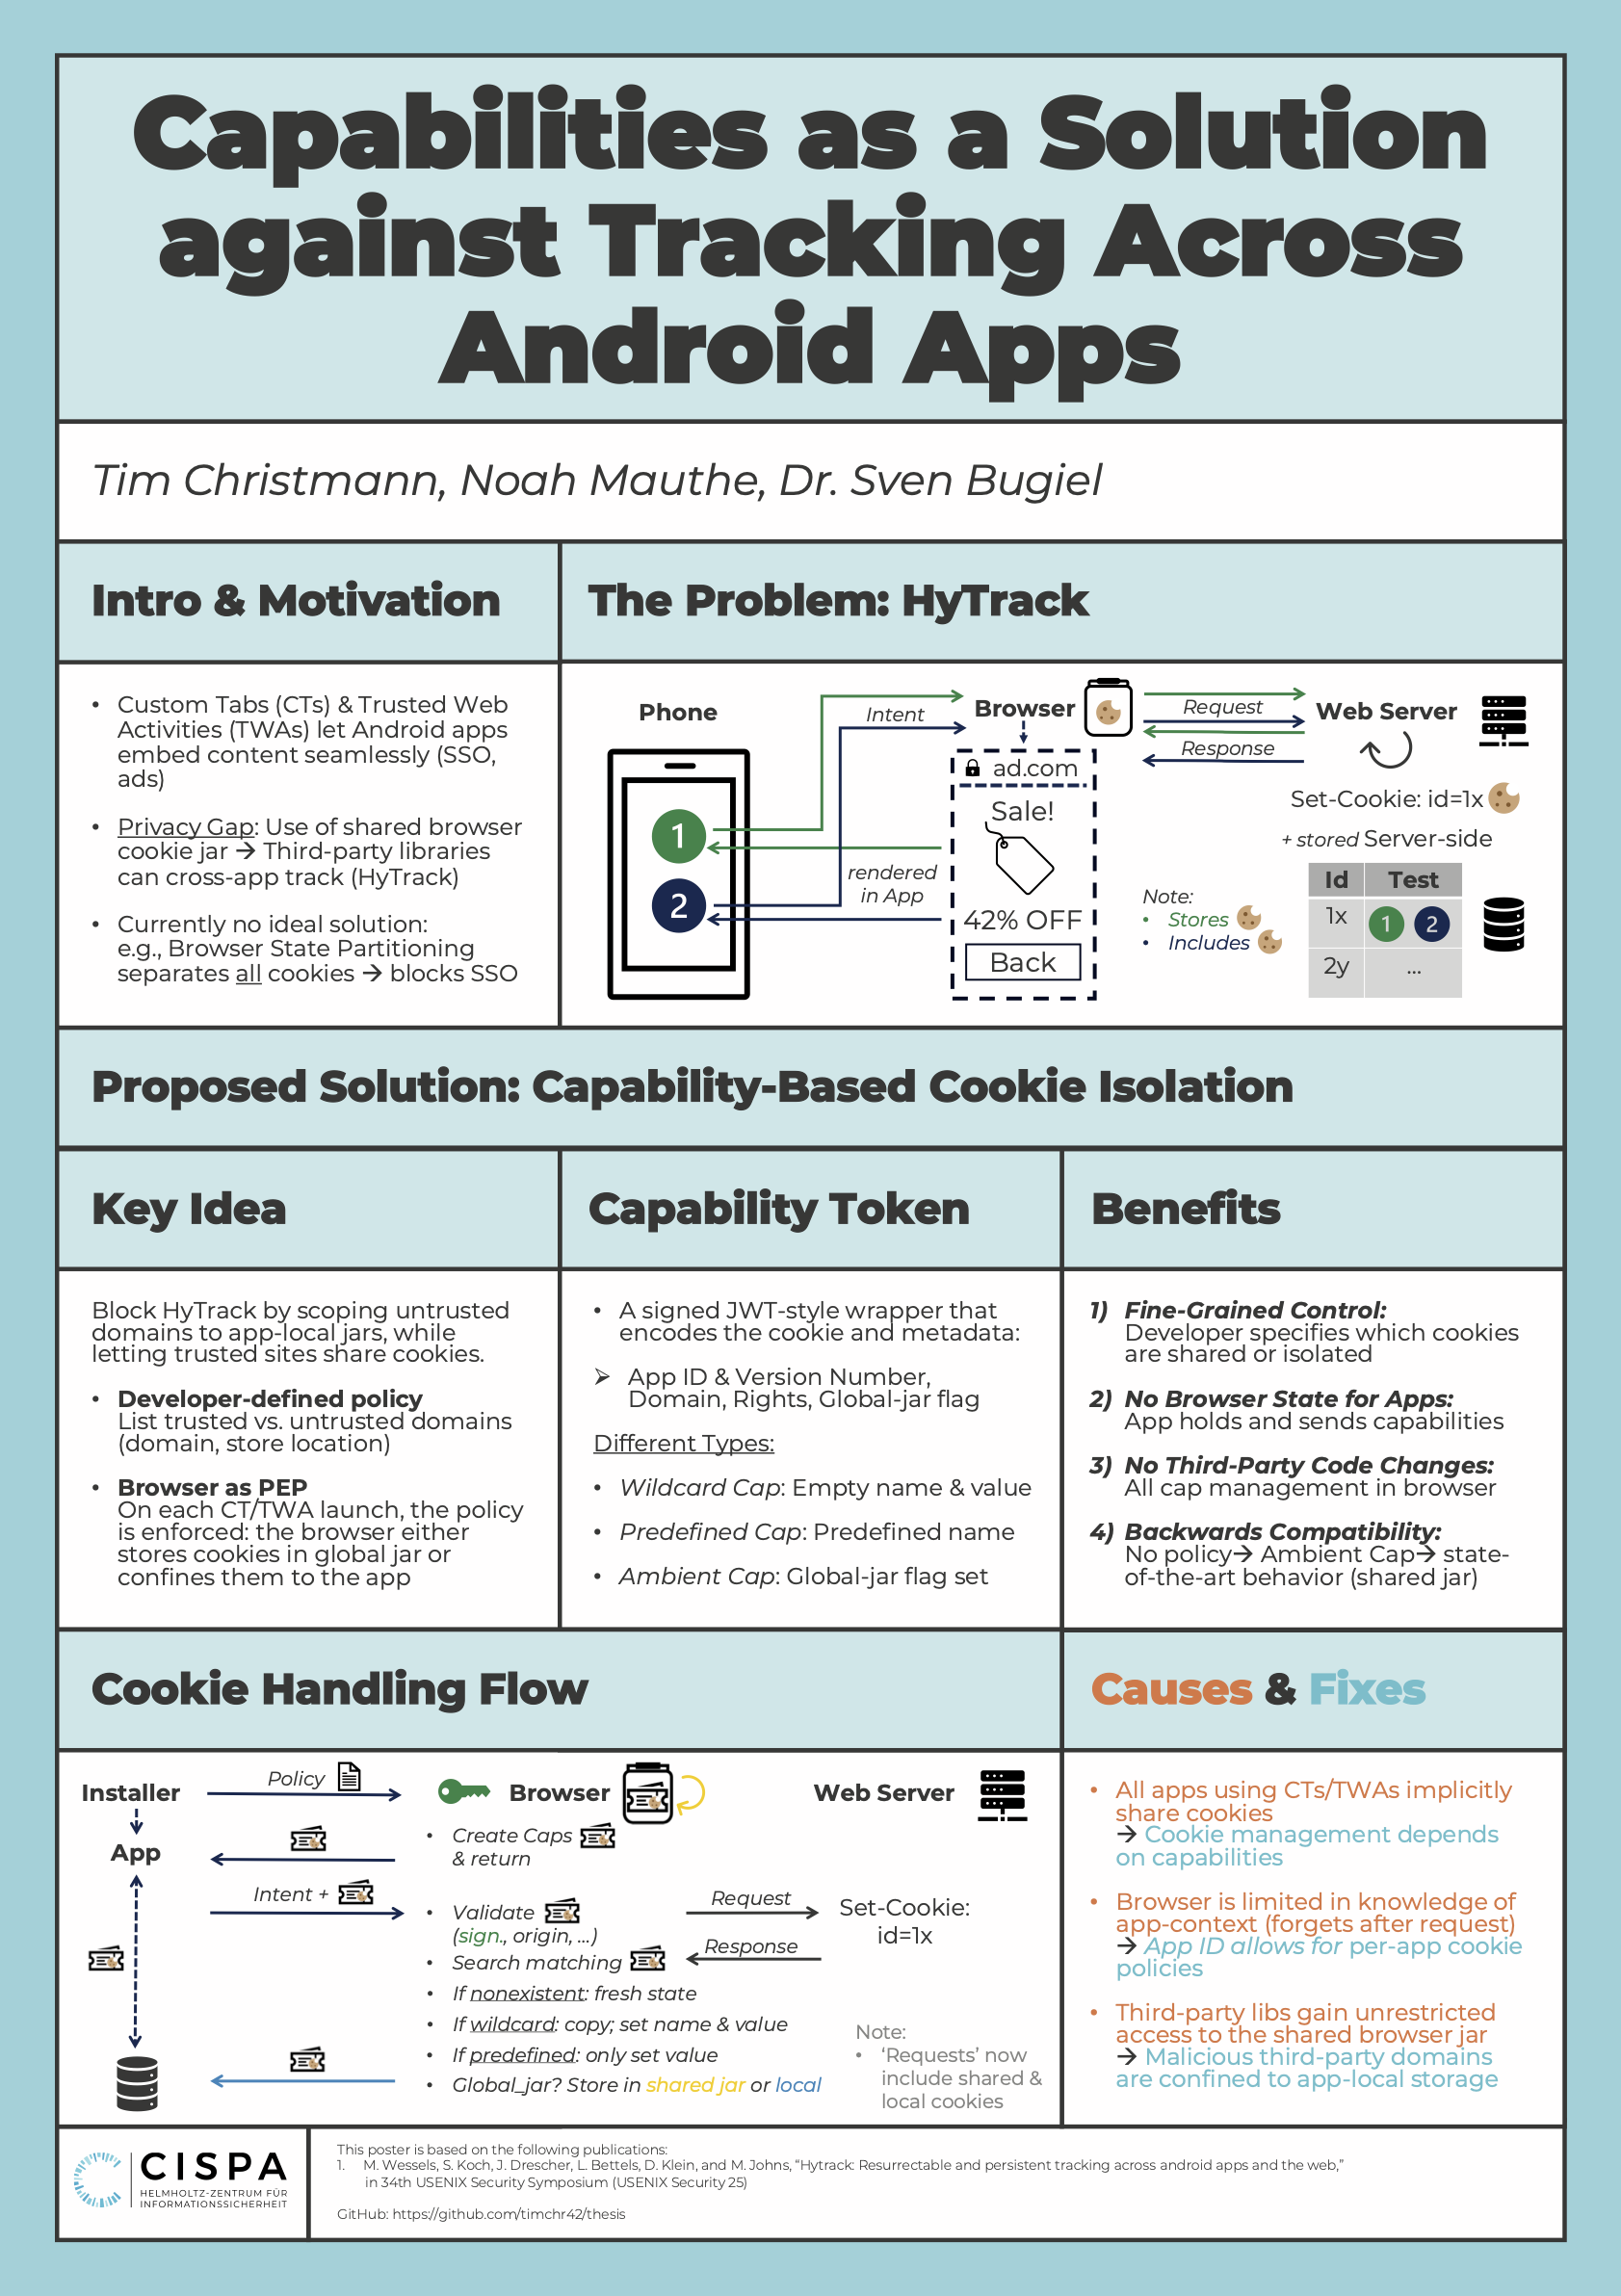 Capabilities as a Solution
against Tracking Across
Android Apps
Tim Christmann, Noah Mauthe, Dr. Sven Bugiel
Intro & Motivation
• Custom Tabs (CTs) & Trusted Web
Activities (TWAs) let Android apps
embed content seamlessly (SSO,
ads)
• Privacy Gap: Use of shared browser
cookie jar → Third-party libraries
can cross-app track (HyTrack)
• Currently no ideal solution:
e.g., Browser State Partitioning
separates all cookies → blocks SSO
The Problem: HyTrack
Phone
1
2
Intent
Browser
ad.com
Sale!
42% OFF
Back
rendered
in App
Request
Response
Web Server
Set-Cookie: id=1x
+ stored Server-side
Note:
• Stores
• Includes
Id Test
1x 1 2
2y ...
Proposed Solution: Capability-Based Cookie Isolation
Key Idea
Block HyTrack by scoping untrusted
domains to app-local jars, while
letting trusted sites share cookies.
• Developer-defined policy
List trusted vs. untrusted domains
(domain, store location)
• Browser as PEP
On each CT/TWA launch, the policy
is enforced: the browser either
stores cookies in global jar or
confines them to the app
Capability Token
• A signed JWT-style wrapper that
encodes the cookie and metadata:
➢ App ID & Version Number,
Domain, Rights, Global-jar flag
Different Types:
• Wildcard Cap: Empty name & value
• Predefined Cap: Predefined name
• Ambient Cap: Global-jar flag set
Benefits
1) Fine-Grained Control:
Developer specifies which cookies
are shared or isolated
2) No Browser State for Apps:
App holds and sends capabilities
3) No Third-Party Code Changes:
All cap management in browser
4) Backwards Compatibility:
No policy→ Ambient Cap→ state-
of-the-art behavior (shared jar)
Cookie Handling Flow
Installer
Policy
Browser
Web Server
App
• Create Caps
& return
Intent +
• Validate
(sign., origin, ...)
• Search matching
• If nonexistent: fresh state
• If wildcard: copy; set name & value
• If predefined: only set value
• Global_jar? Store in shared jar or local
Request
Response
Set-Cookie:
id=1x
Note:
• ‘Requests’ now
include shared &
local cookies
Causes & Fixes
• All apps using CTs/TWAs implicitly
share cookies
→ Cookie management depends
on capabilities
• Browser is limited in knowledge of
app-context (forgets after request)
→ App ID allows for per-app cookie
policies
• Third-party libs gain unrestricted
access to the shared browser jar
→ Malicious third-party domains
are confined to app-local storage
CISPA
HELMHOLTZ-ZENTRUM FÜR
INFORMATIONSSICHERHEIT
This poster is based on the following publications:
1. M. Wessels, S. Koch, J. Drescher, L. Bettels, D. Klein, and M. Johns, “Hytrack: Resurrectable and persistent tracking across android apps and the web,”
in 34th USENIX Security Symposium (USENIX Security 25)
GitHub: https://github.com/timchr42/thesis